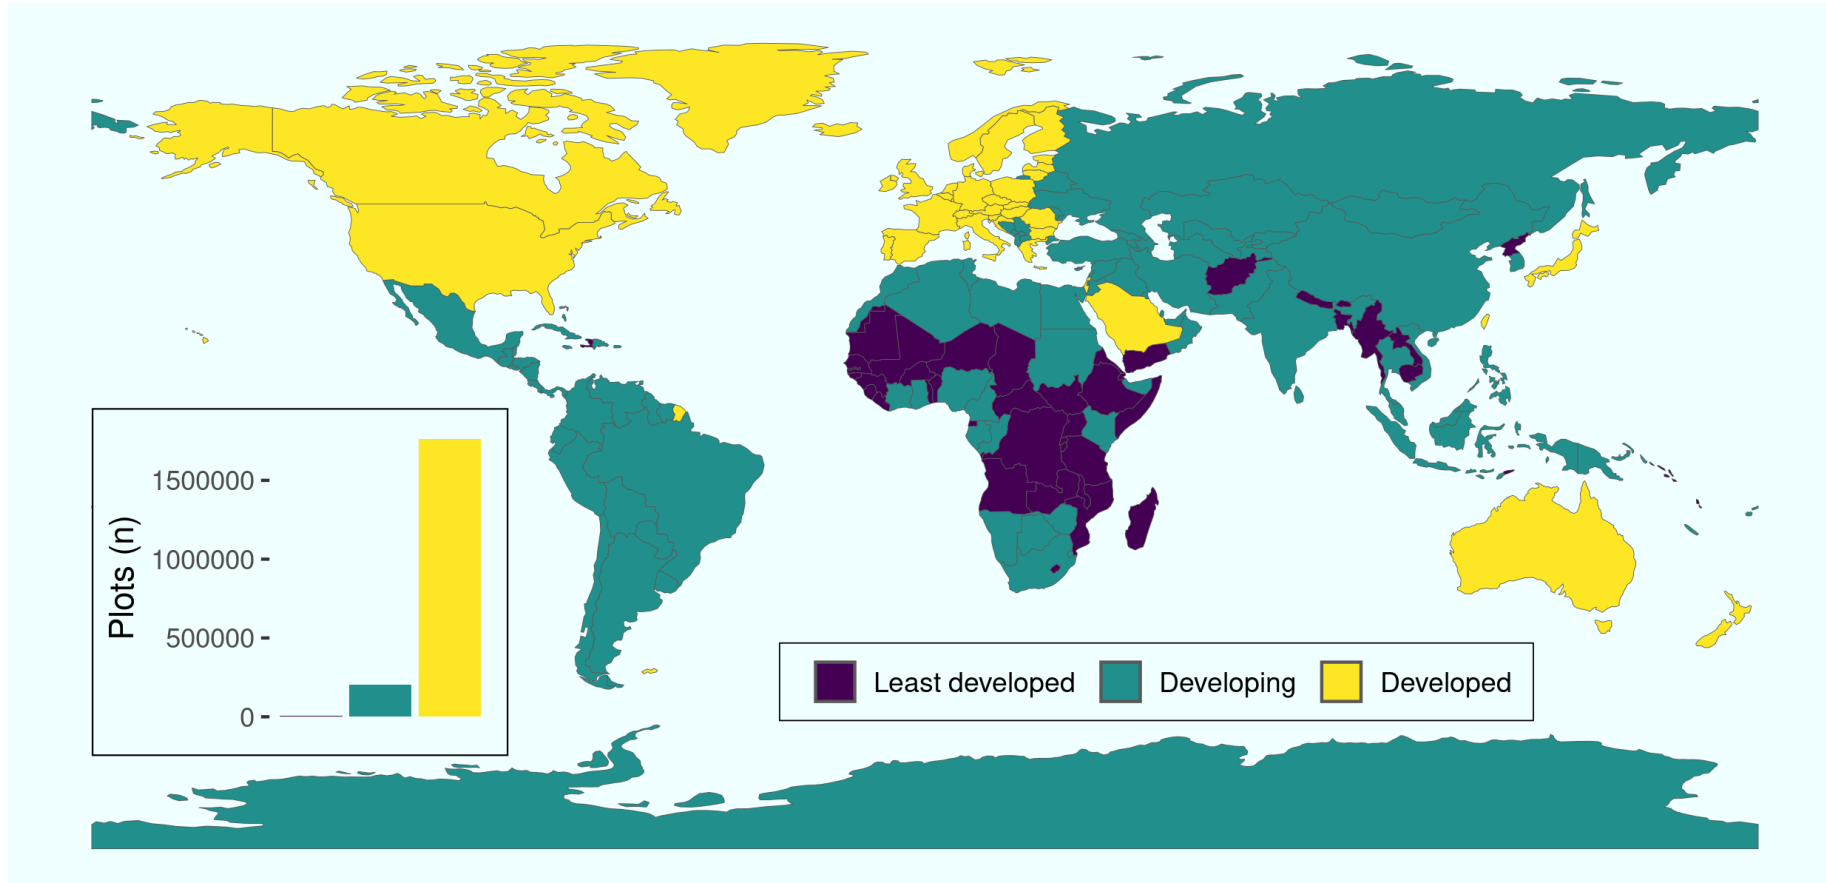 Plots (n)
1500000
1000000
500000
0
Least developed
Developing
Developed